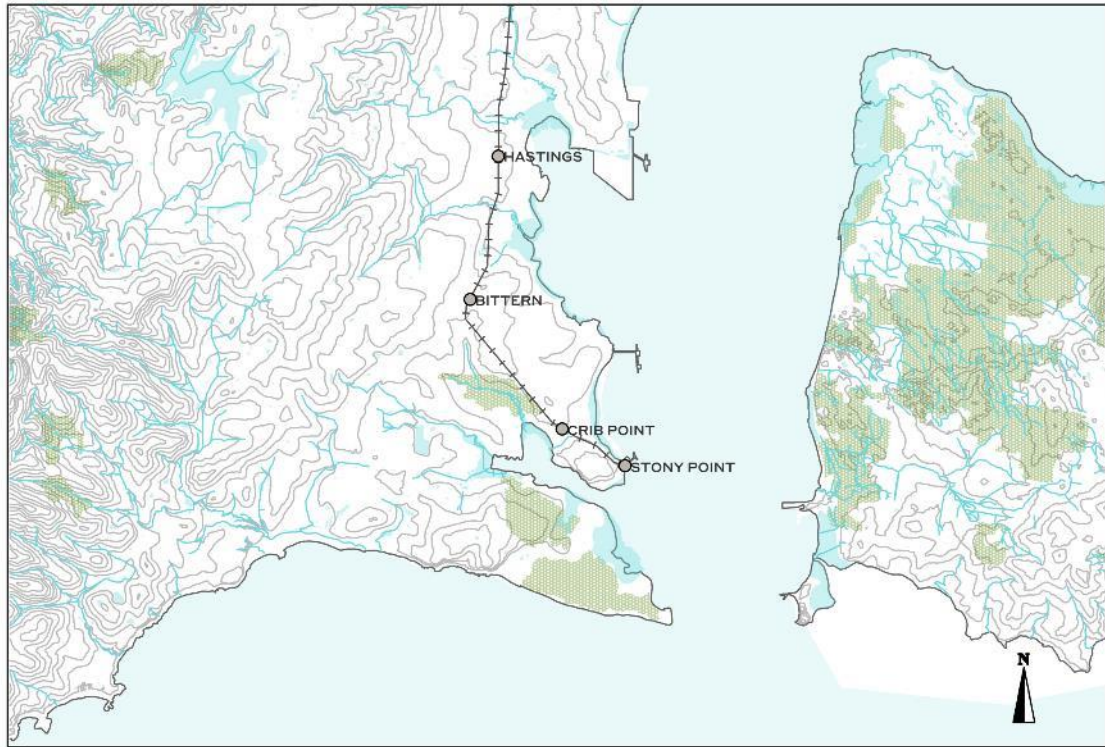 HASTINGS
BITTERN
CRIB POINT
STONY POINT
N